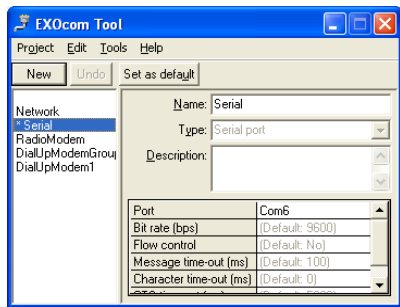 EXOcom Tool
Project Edit Tools Help
New Undo Set as default
Network
* Serial
RadioModem
DialUpModemGrou
DialUpModem1
Name: Serial
Type: Serial port
Description:
Port Com6
Bit rate (bps) (Default: 9600)
Flow control (Default: No)
Message time-out (ms) (Default: 100)
Character time-out (ms) (Default: 0)